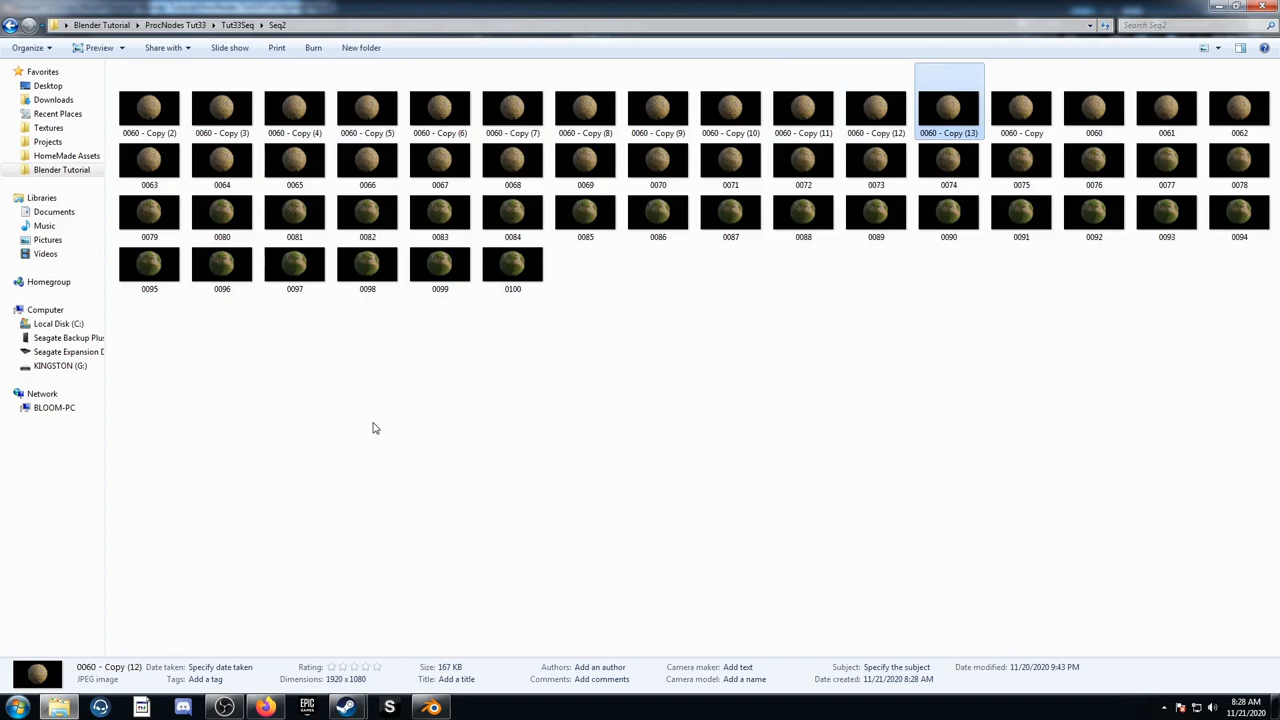 Blender Tutorial ProcNodes Tut33 Tut33Seq Seq2 Search Seq2
Organize Preview Share with Slide show Print Burn New folder
Favorites
Desktop
Downloads
Recent Places
Textures
Projects
HomeMade Assets
Blender Tutorial
Libraries
Documents
Music
Pictures
Videos
Homegroup
Computer
Local Disk (C:)
Seagate Backup Plus
Seagate Expansion D
KINGSTON (G:)
Network
BLOOM-PC
0060 - Copy (2) 0060 - Copy (3) 0060 - Copy (4) 0060 - Copy (5) 0060 - Copy (6) 0060 - Copy (7) 0060 - Copy (8) 0060 - Copy (9) 0060 - Copy (10) 0060 - Copy (11) 0060 - Copy (12) 0060 - Copy (13) 0060 - Copy 0060 0061 0062
0063 0064 0065 0066 0067 0068 0069 0070 0071 0072 0073 0074 0075 0076 0077 0078
0079 0080 0081 0082 0083 0084 0085 0086 0087 0088 0089 0090 0091 0092 0093 0094
0095 0096 0097 0098 0099 0100
0060 - Copy (12) Date taken: Specify date taken Rating: Size: 167 KB Authors: Add an author Camera maker: Add text Subject: Specify the subject Date modified: 11/20/2020 9:43 PM
JPEG image Tags: Add a tag Dimensions: 1920 x 1080 Title: Add a title Comments: Add comments Camera model: Add a name Date created: 11/21/2020 8:28 AM
EPIC
GAMES
S
8:28 AM
11/21/2020